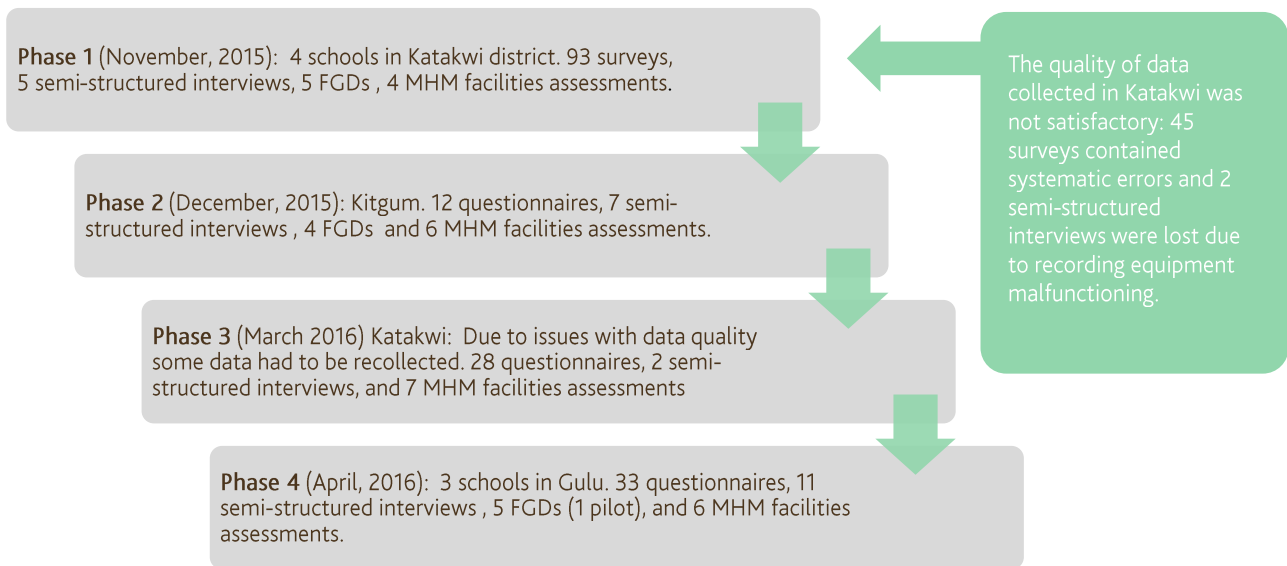 Phase 1 (November, 2015):  4 schools in Katakwi district. 93 surveys,
5 semi-structured interviews, 5 FGDs , 4 MHM facilities assessments.
The quality of data
collected in Katakwi was
not satisfactory: 45
surveys contained
systematic errors and 2
semi-structured
interviews were lost due
to recording equipment
malfunctioning.
Phase 2 (December, 2015): Kitgum. 12 questionnaires, 7 semi-
structured interviews , 4 FGDs  and 6 MHM facilities assessments.
Phase 3 (March 2016) Katakwi:  Due to issues with data quality
some data had to be recollected. 28 questionnaires, 2 semi-
structured interviews, and 7 MHM facilities assessments
Phase 4 (April, 2016):  3 schools in Gulu. 33 questionnaires, 11
semi-structured interviews , 5 FGDs (1 pilot), and 6 MHM facilities
assessments.